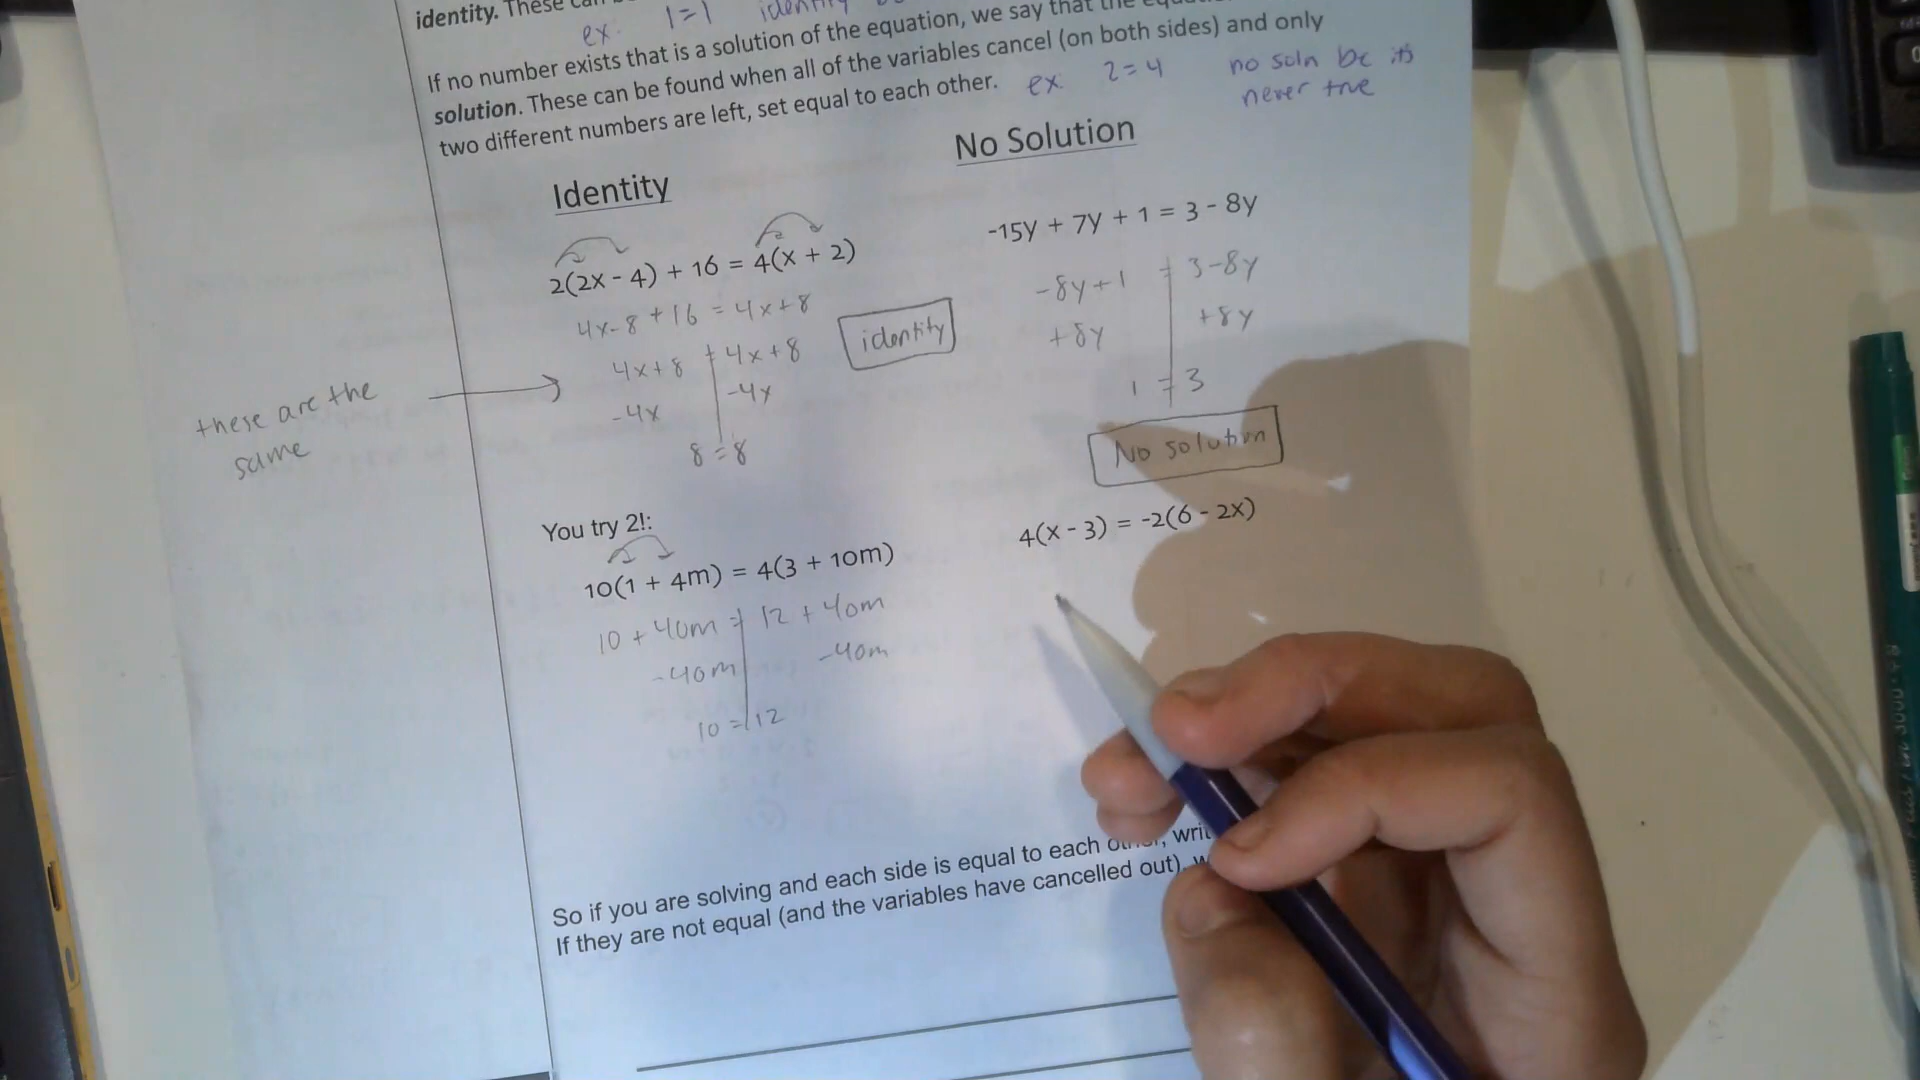 identity. These can
ex. 1=1 identity
If no number exists that is a solution of the equation, we say that the
solution. These can be found when all of the variables cancel (on both sides) and only
two different numbers are left, set equal to each other. ex 2=4 no soln bc its
never true
Identity
No Solution
2(2x - 4) + 16 = 4(x + 2)
4x-8 +16 = 4x+8
4x+8 = 4x+8
-4x -4x
8 = 8
identity
these are the
same
-15y + 7y + 1 = 3 - 8y
-8y+1 = 3-8y
+8y +8y
1 = 3
No solution
You try 2!:
10(1 + 4m) = 4(3 + 10m)
10 + 40m = 12 + 40m
-40m -40m
10 = 12
4(x - 3) = -2(6 - 2x)
So if you are solving and each side is equal to each
If they are not equal (and the variables have cancelled out),